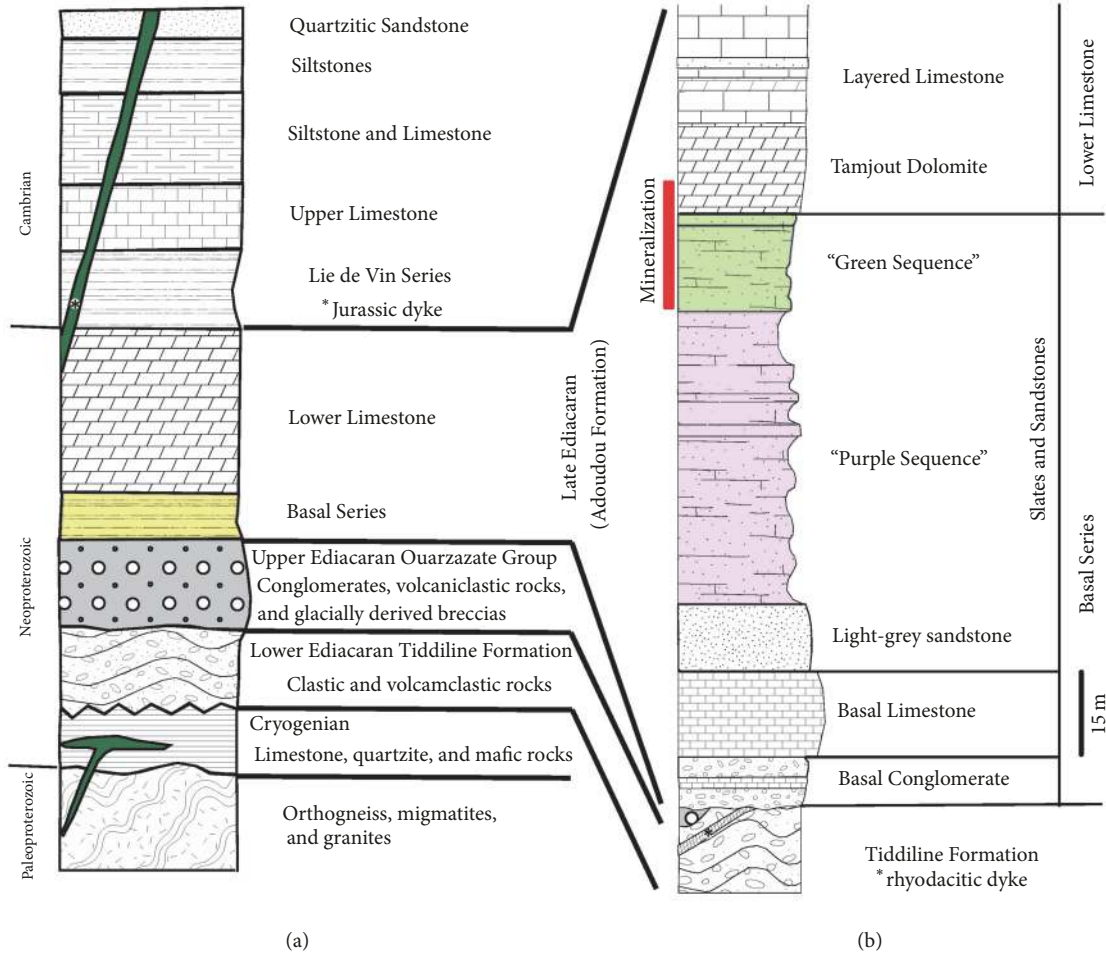 Quartzitic Sandstone
Siltstones
Siltstone and Limestone
Upper Limestone
Lie de Vin Series
*Jurassic dyke
*
Lower Limestone
Basal Series
Upper Ediacaran Ouarzazate Group
Conglomerates, volcaniclastic rocks,
and glacially derived breccias
Lower Ediacaran Tiddiline Formation
Clastic and volcamclastic rocks
Cryogenian
Limestone, quartzite, and mafic rocks
Orthogneiss, migmatites,
and granites
Cambrian
Neoproterozoic
Paleoproterozoic
(a)
Late Ediacaran
(Adoudou Formation)
Mineralization
Layered Limestone
Tamjout Dolomite
"Green Sequence"
"Purple Sequence"
Light-grey sandstone
Basal Limestone
Basal Conglomerate
*
Tiddiline Formation
*rhyodacitic dyke
Lower Limestone
Slates and Sandstones
Basal Series
15 m
(b)